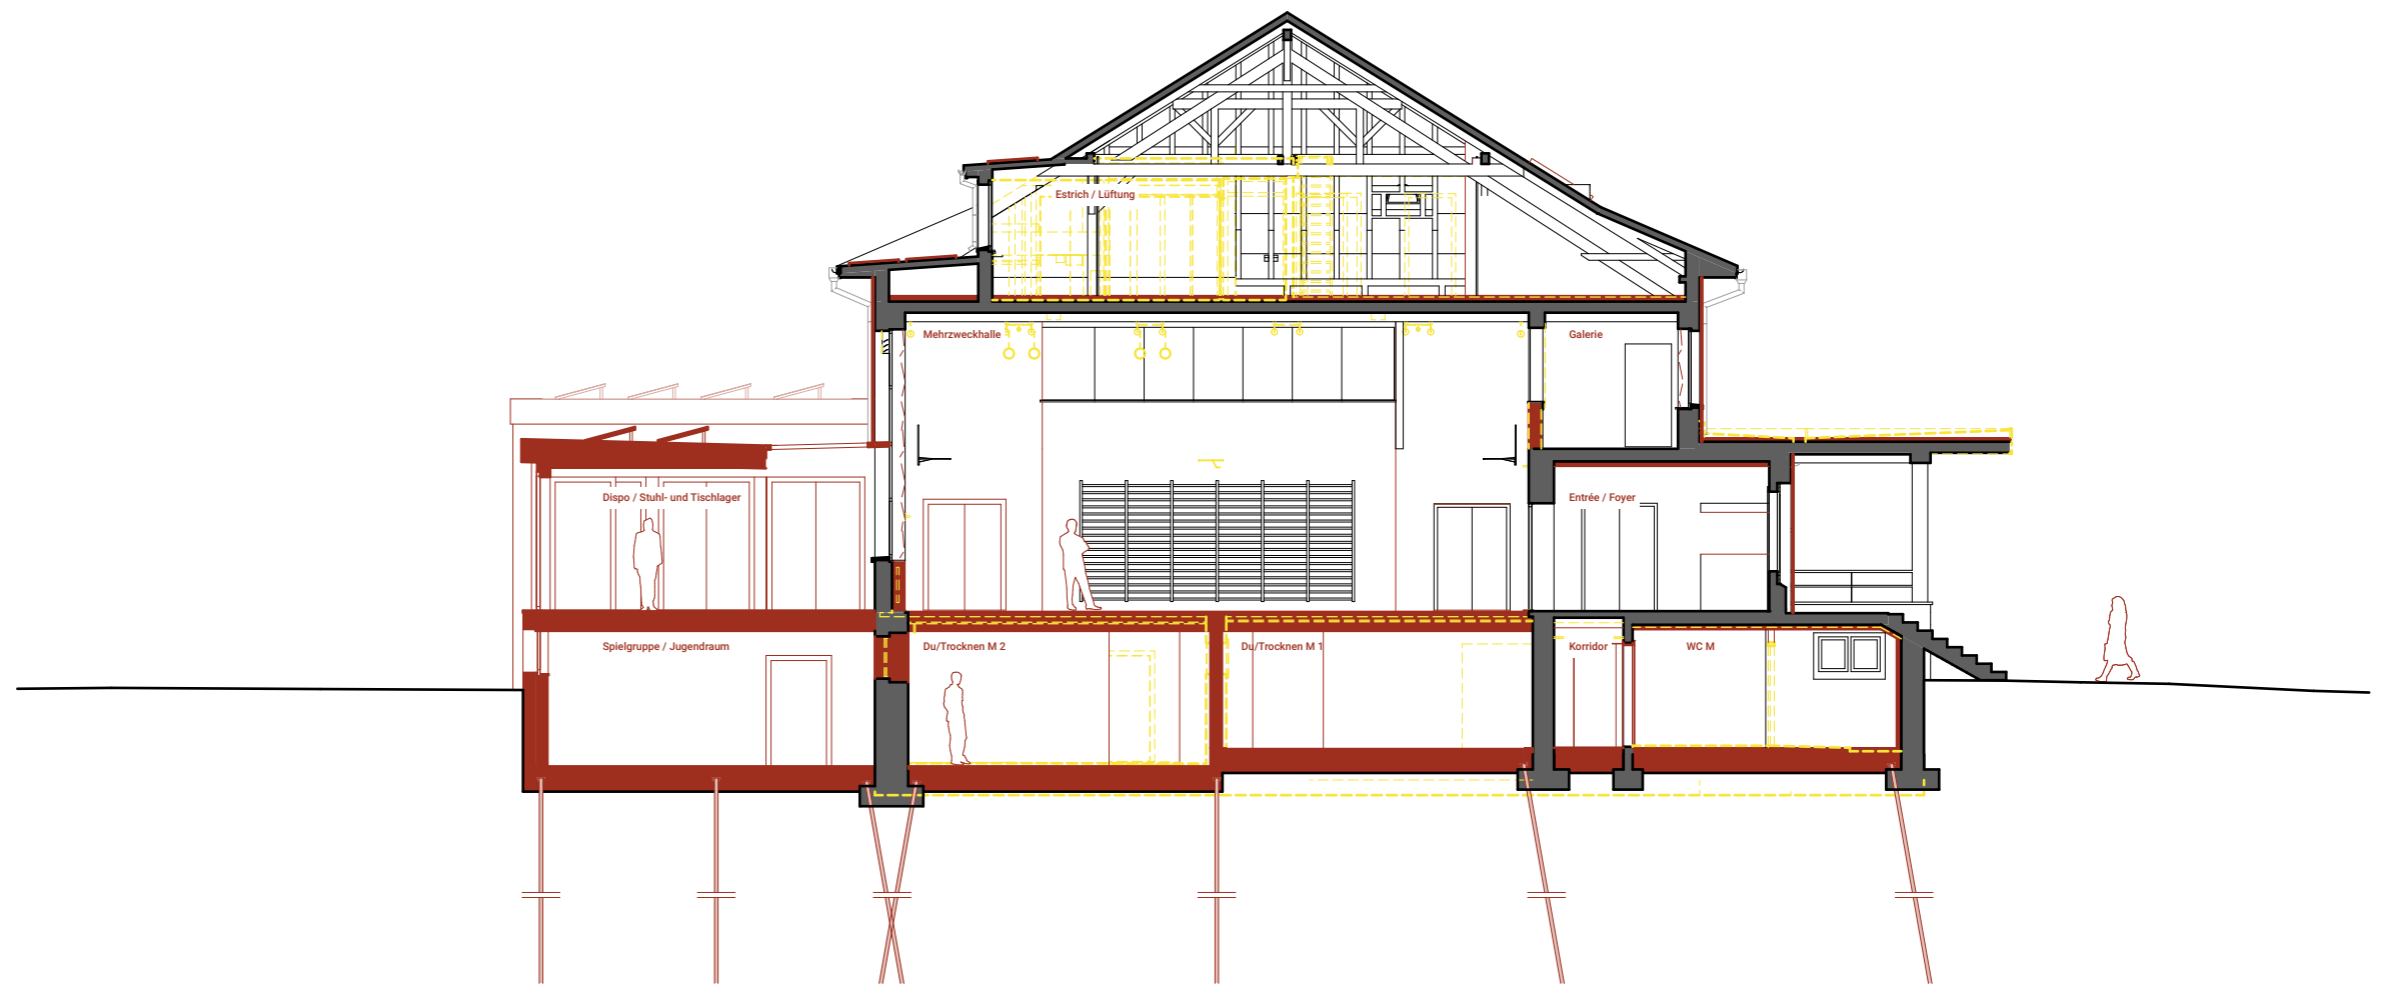 Estrich / Lüftung
Mehrzweckhalle
Galerie
Dispo / Stuhl- und Tischlager
Entrée / Foyer
Spielgruppe / Jugendraum
Du/Trocknen M 2
Du/Trocknen M 1
Korridor
WC M